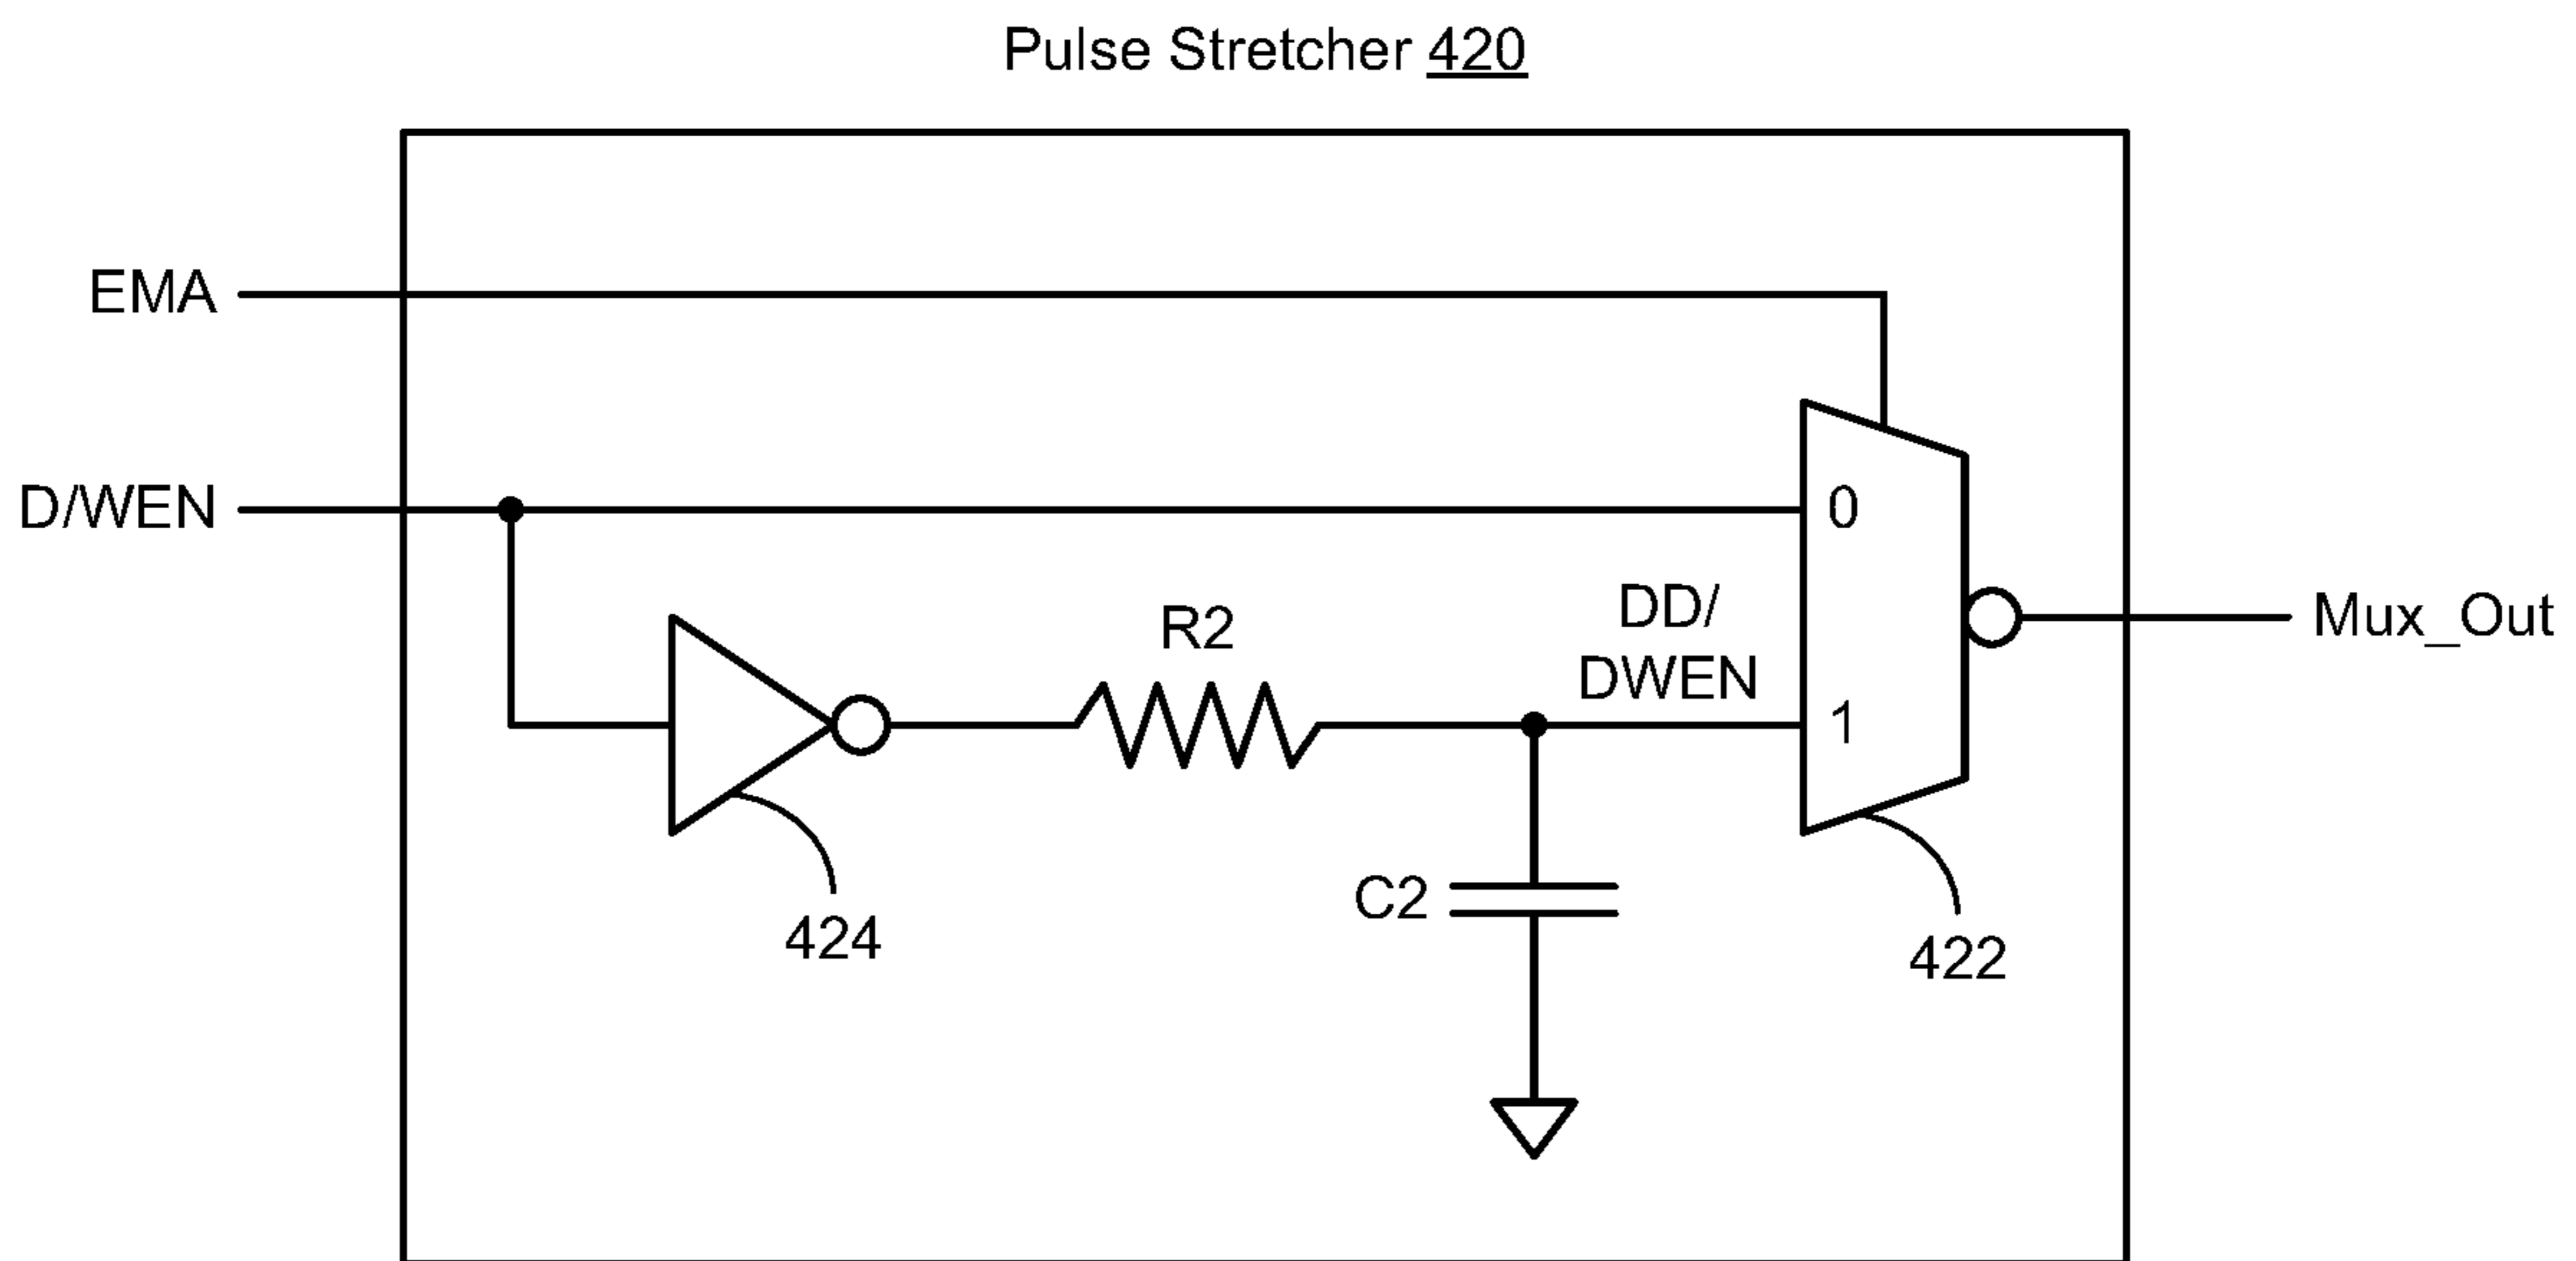 Pulse Stretcher 420
EMA
D/WEN
0
DD/
DWEN
R2
Mux_Out
1
C2
424
422